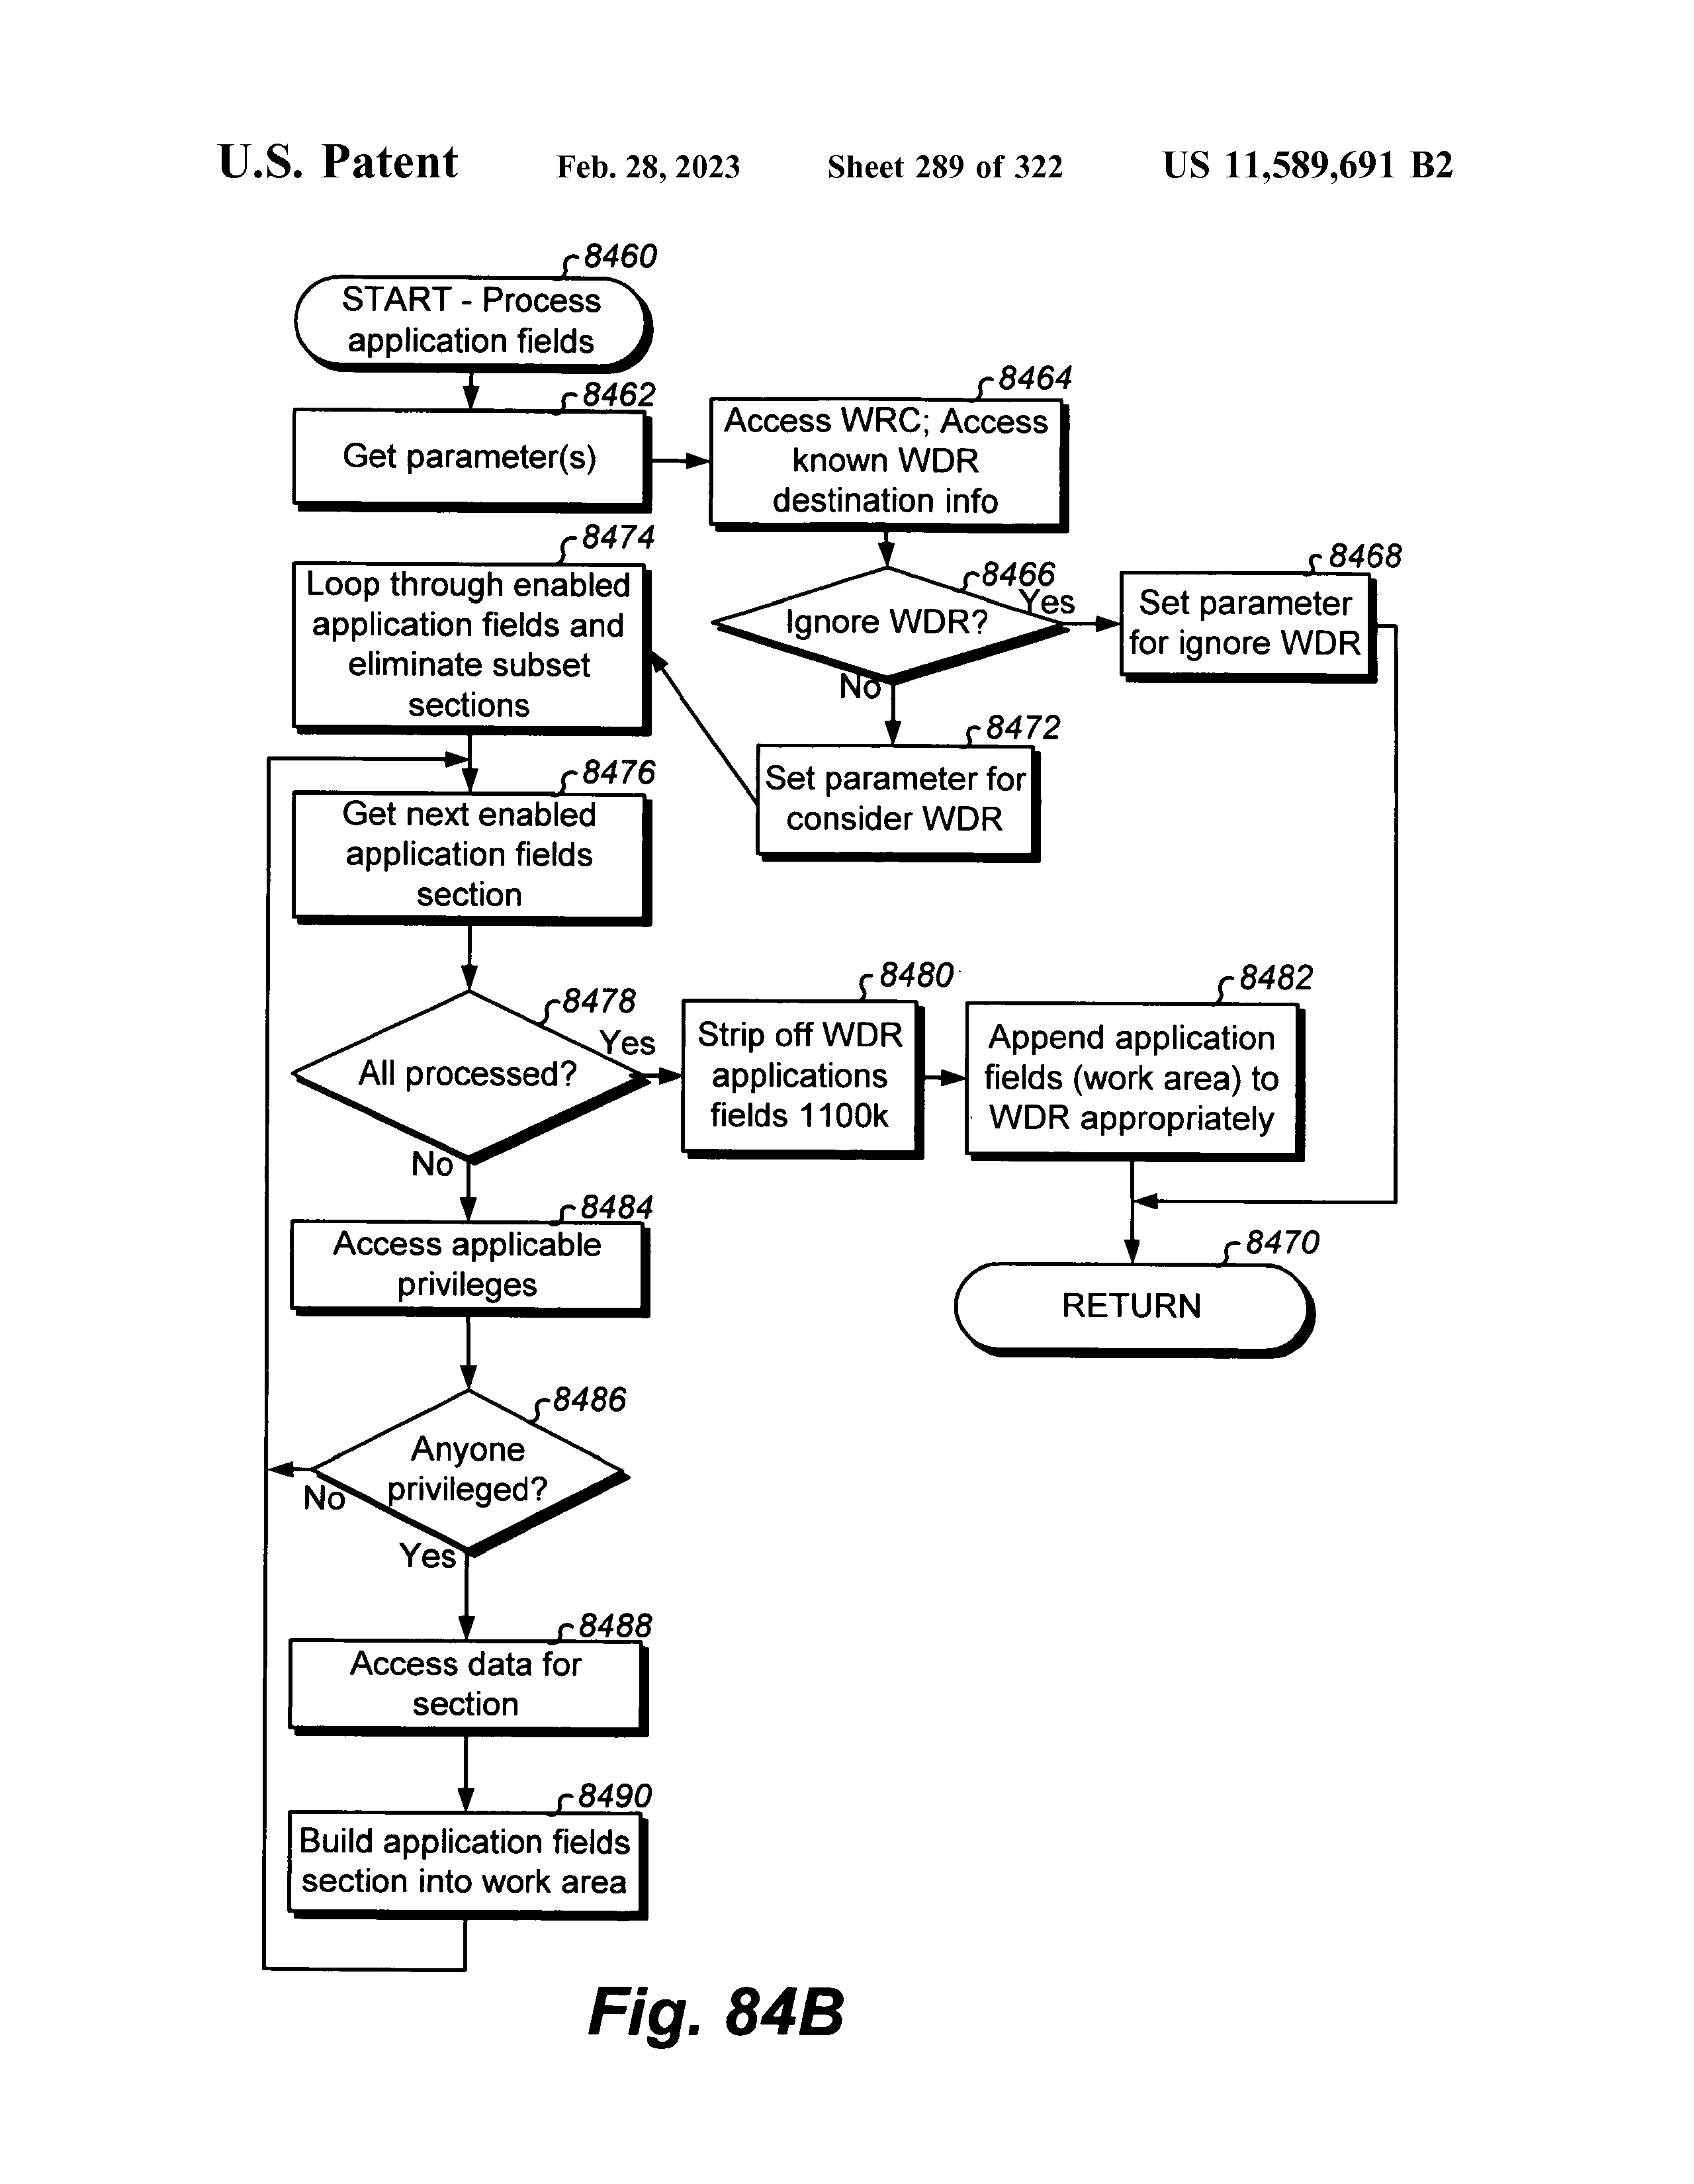 U.S. Patent Feb. 28, 2023 Sheet 289 of 322 US 11,589,691 B2
8460
START - Process
application fields
8462
Get parameter(s)
8464
Access WRC; Access
known WDR
destination info
8466
Ignore WDR?
Yes
No
8468
Set parameter
for ignore WDR
8472
Set parameter for
consider WDR
8474
Loop through enabled
application fields and
eliminate subset
sections
8476
Get next enabled
application fields
section
8478
All processed?
Yes
No
8480
Strip off WDR
applications
fields 1100k
8482
Append application
fields (work area) to
WDR appropriately
8470
RETURN
8484
Access applicable
privileges
8486
Anyone
privileged?
No
Yes
8488
Access data for
section
8490
Build application fields
section into work area
Fig. 84B